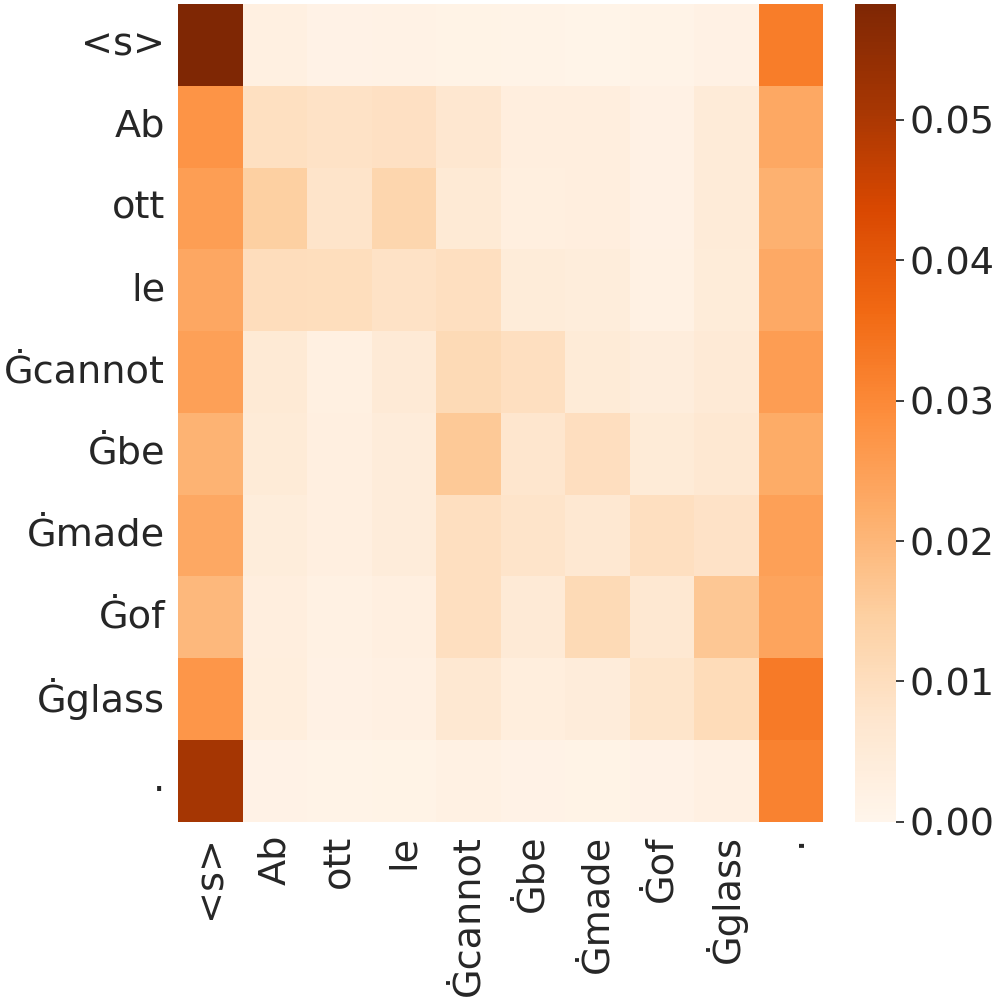 <s>
Ab
ott
le
Ġcannot
Ġbe
Ġmade
Ġof
Ġglass
.
<s>
Ab
ott
le
Ġcannot
Ġbe
Ġmade
Ġof
Ġglass
.
0.05
0.04
0.03
0.02
0.01
0.00